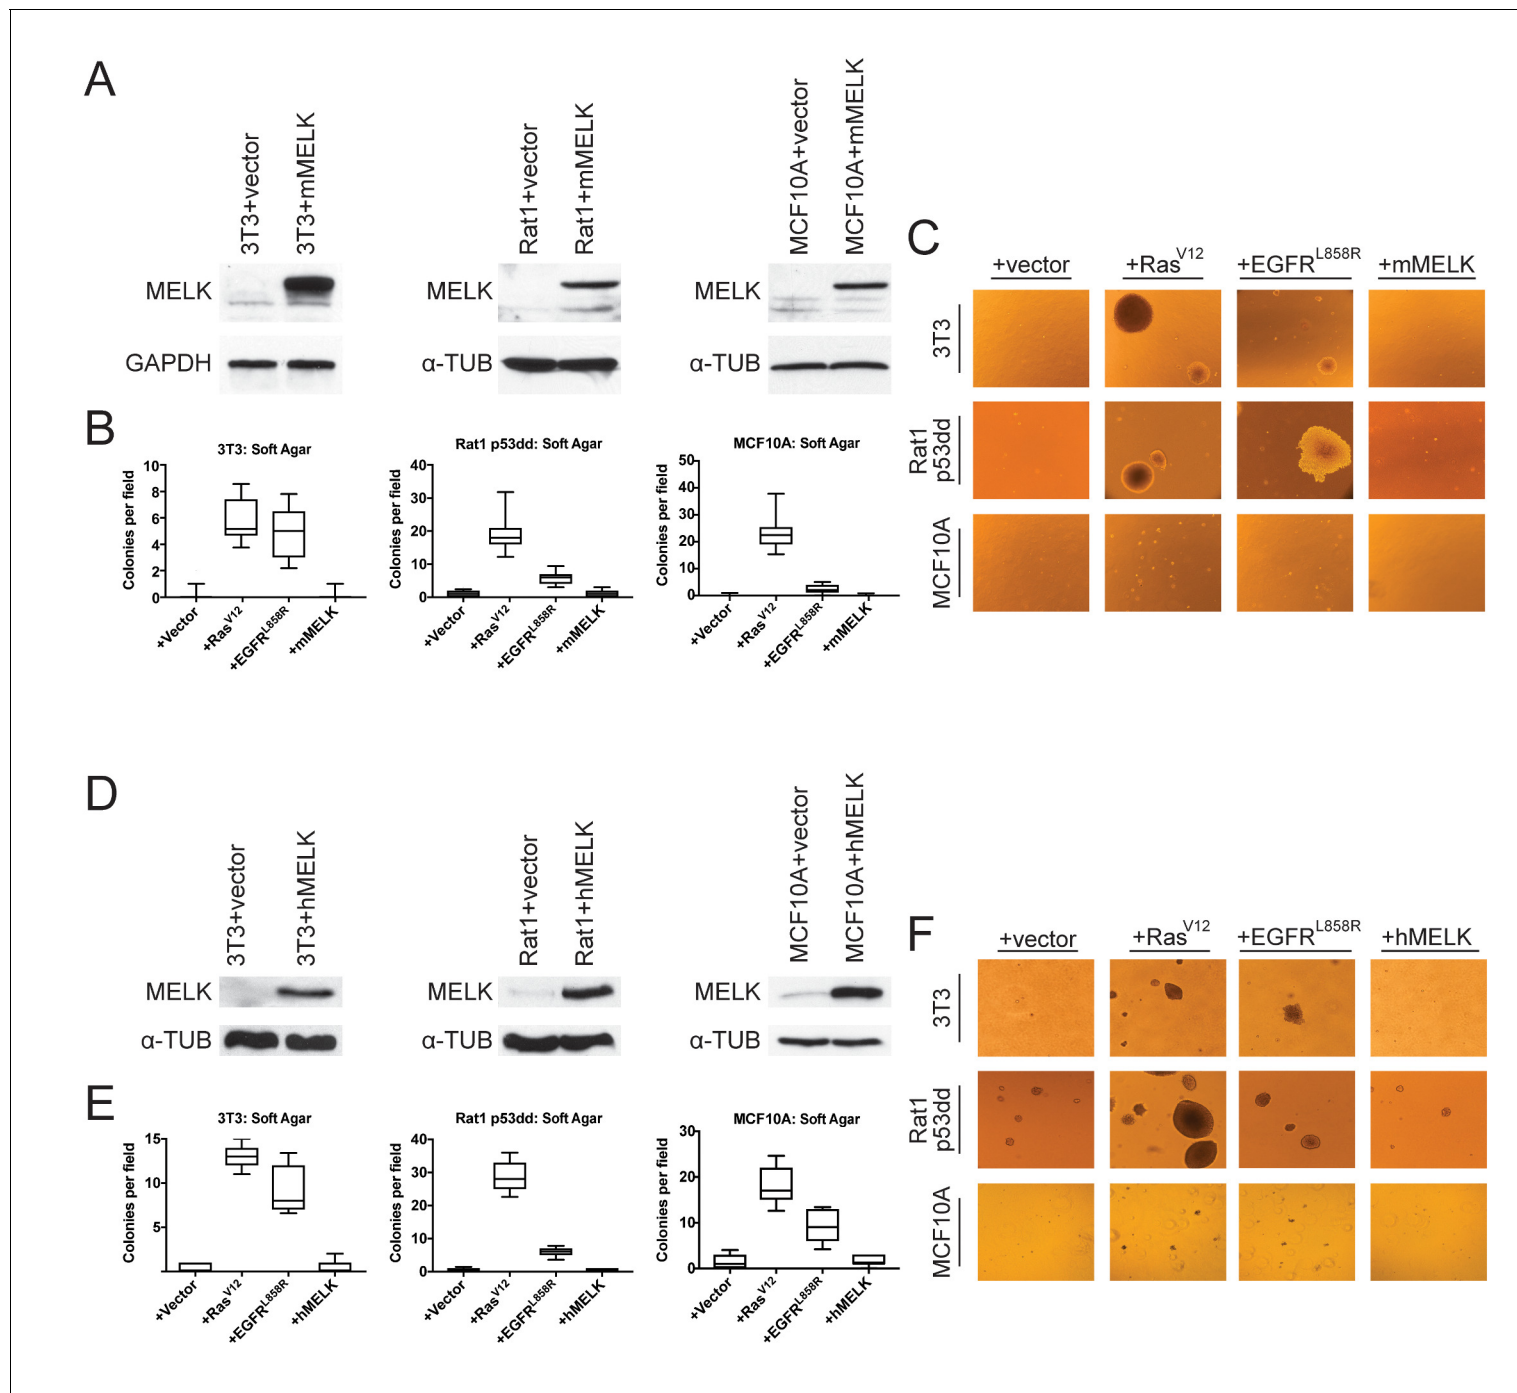 A
3T3+vector
3T3+mMELK
Rat1+vector
Rat1+mMELK
MCF10A+vector
MCF10A+mMELK
MELK
GAPDH
MELK
α-TUB
MELK
α-TUB
B
3T3: Soft Agar
Colonies per field
10
8
6
4
2
0
+Vector
+RasV12
+EGFRL858R
+mMELK
Rat1 p53dd: Soft Agar
Colonies per field
40
30
20
10
0
+Vector
+RasV12
+EGFRL858R
+mMELK
MCF10A: Soft Agar
Colonies per field
50
40
30
20
10
0
+Vector
+RasV12
+EGFRL858R
+mMELK
C
+vector
+RasV12
+EGFRL858R
+mMELK
3T3
Rat1
p53dd
MCF10A
D
3T3+vector
3T3+hMELK
Rat1+vector
Rat1+hMELK
MCF10A+vector
MCF10A+hMELK
MELK
α-TUB
MELK
α-TUB
MELK
α-TUB
E
3T3: Soft Agar
Colonies per field
15
10
5
+Vector
+RasV12
+EGFRL858R
+hMELK
Rat1 p53dd: Soft Agar
Colonies per field
40
30
20
10
0
+Vector
+RasV12
+EGFRL858R
+hMELK
MCF10A: Soft Agar
Colonies per field
30
20
10
0
+Vector
+RasV12
+EGFRL858R
+hMELK
F
+vector
+RasV12
+EGFRL858R
+hMELK
3T3
Rat1
p53dd
MCF10A